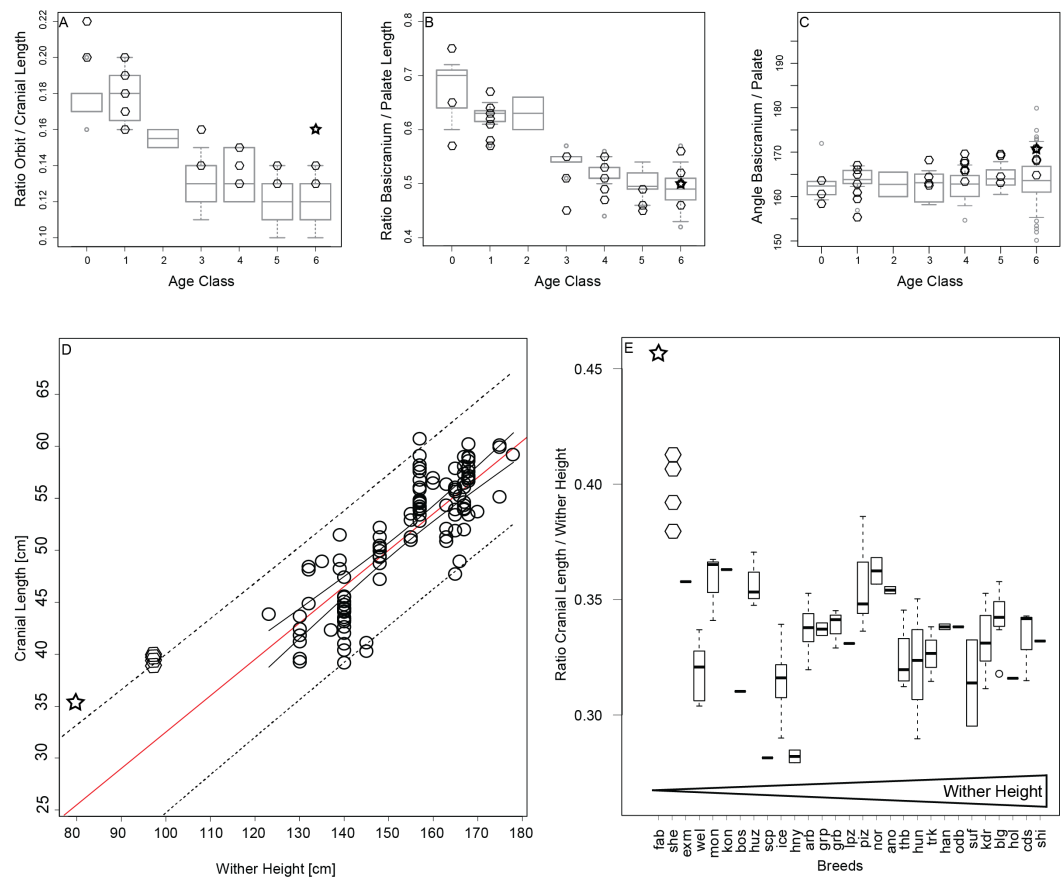 A
Ratio Orbit / Cranial Length
0.22
0.20
0.18
0.16
0.14
0.12
0.10
0 1 2 3 4 5 6
Age Class
B
Ratio Basicranium / Palate Length
0.8
0.7
0.6
0.5
0.4
0 1 2 3 4 5 6
Age Class
C
Angle Basicranium / Palate
190
180
170
160
150
0 1 2 3 4 5 6
Age Class
D
Cranial Length [cm]
65
60
55
50
45
40
35
30
25
80 90 100 110 120 130 140 150 160 170 180
Wither Height [cm]
E
Ratio Cranial Length / Wither Height
0.45
0.40
0.35
0.30
Wither Height
fab she exm wel mon kon bos huz scp ice hny arb grp grb lpz piz nor ano thb hun trk han odb suf kdr blg hol cds shi
Breeds